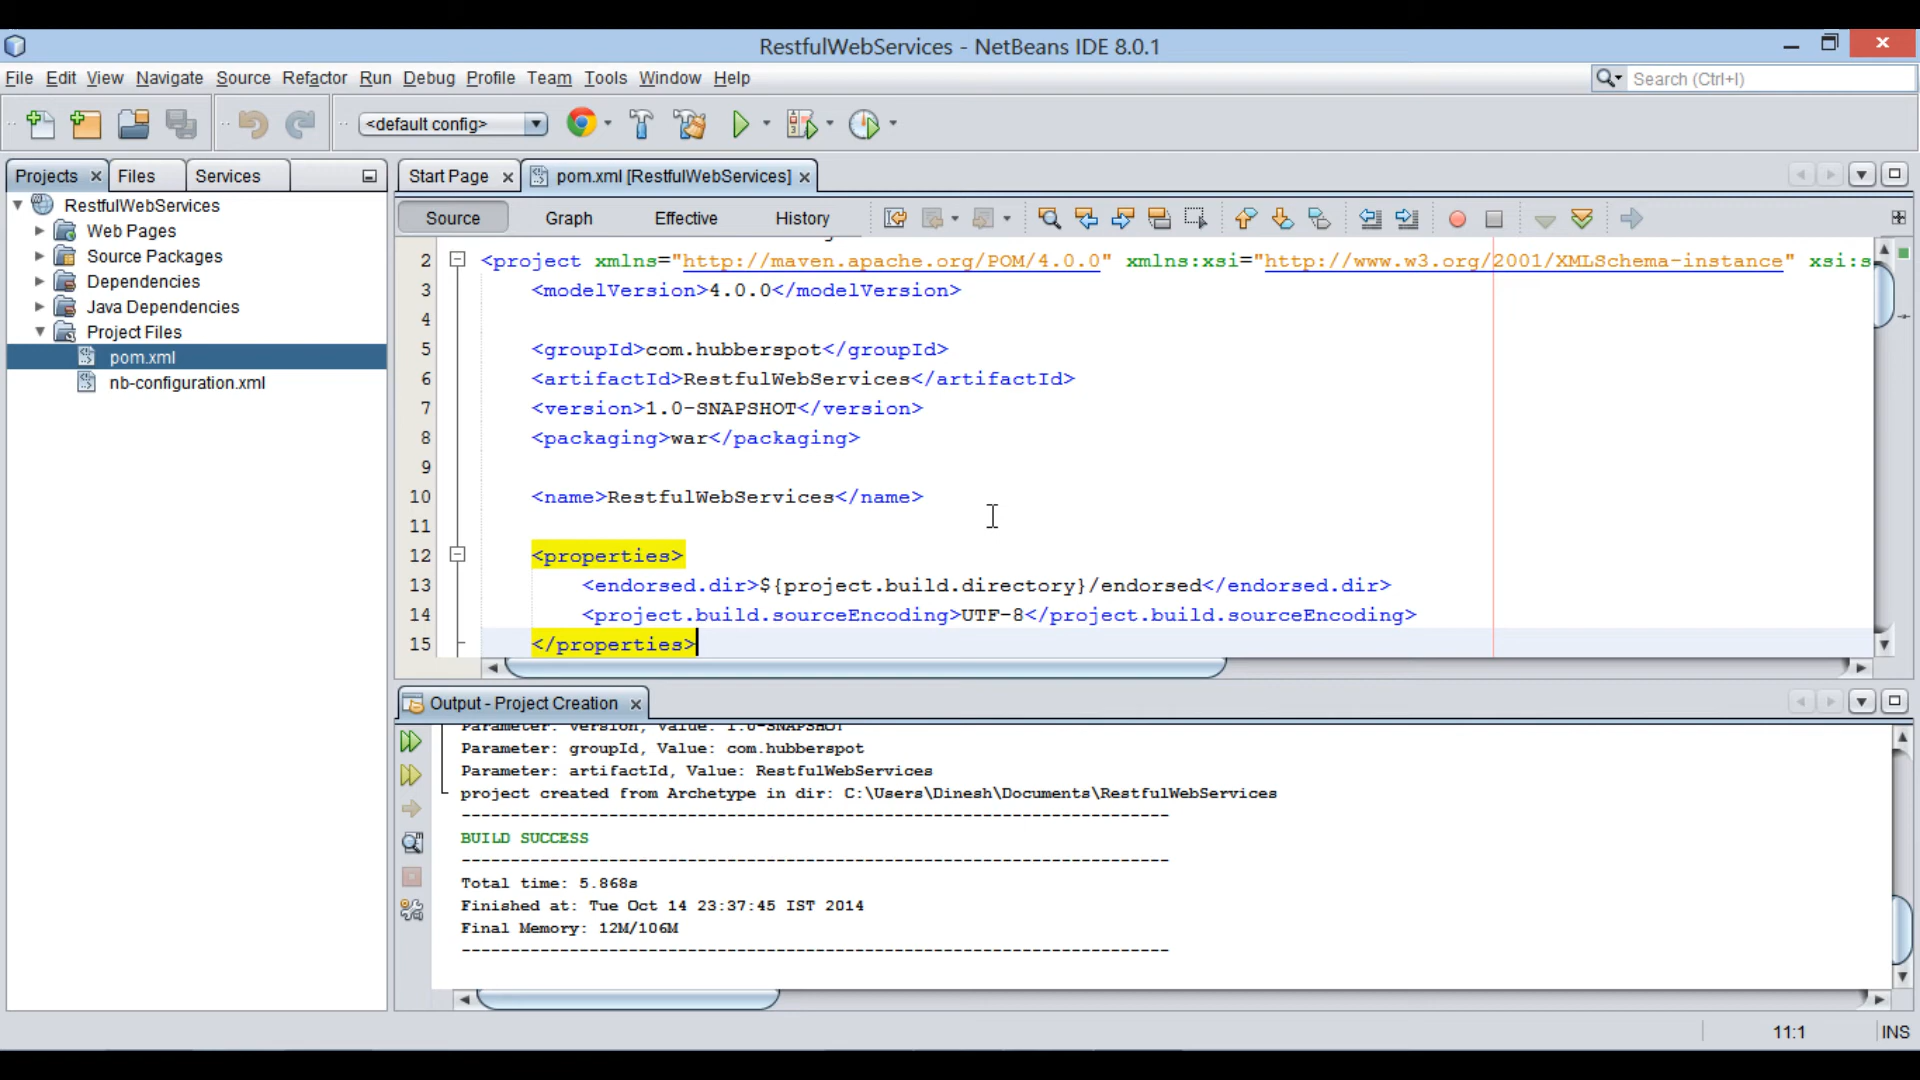 RestfulWebServices - NetBeans IDE 8.0.1
File Edit View Navigate Source Refactor Run Debug Profile Team Tools Window Help
Search (Ctrl+I)
<default config>
Projects Files Services
RestfulWebServices
Web Pages
Source Packages
Dependencies
Java Dependencies
Project Files
pom.xml
nb-configuration.xml
Start Page pom.xml [RestfulWebServices]
Source Graph Effective History
2 <project xmlns="http://maven.apache.org/POM/4.0.0" xmlns:xsi="http://www.w3.org/2001/XMLSchema-instance" xsi:s
3 <modelVersion>4.0.0</modelVersion>
4
5 <groupId>com.hubberspot</groupId>
6 <artifactId>RestfulWebServices</artifactId>
7 <version>1.0-SNAPSHOT</version>
8 <packaging>war</packaging>
9
10 <name>RestfulWebServices</name>
11
12 <properties>
13 <endorsed.dir>${project.build.directory}/endorsed</endorsed.dir>
14 <project.build.sourceEncoding>UTF-8</project.build.sourceEncoding>
15 </properties>
Output - Project Creation
Parameter: version, Value: 1.0-SNAPSHOT
Parameter: groupId, Value: com.hubberspot
Parameter: artifactId, Value: RestfulWebServices
project created from Archetype in dir: C:\Users\Dinesh\Documents\RestfulWebServices
------------------------------------------------------------------------
BUILD SUCCESS
------------------------------------------------------------------------
Total time: 5.868s
Finished at: Tue Oct 14 23:37:45 IST 2014
Final Memory: 12M/106M
------------------------------------------------------------------------
11:1 INS